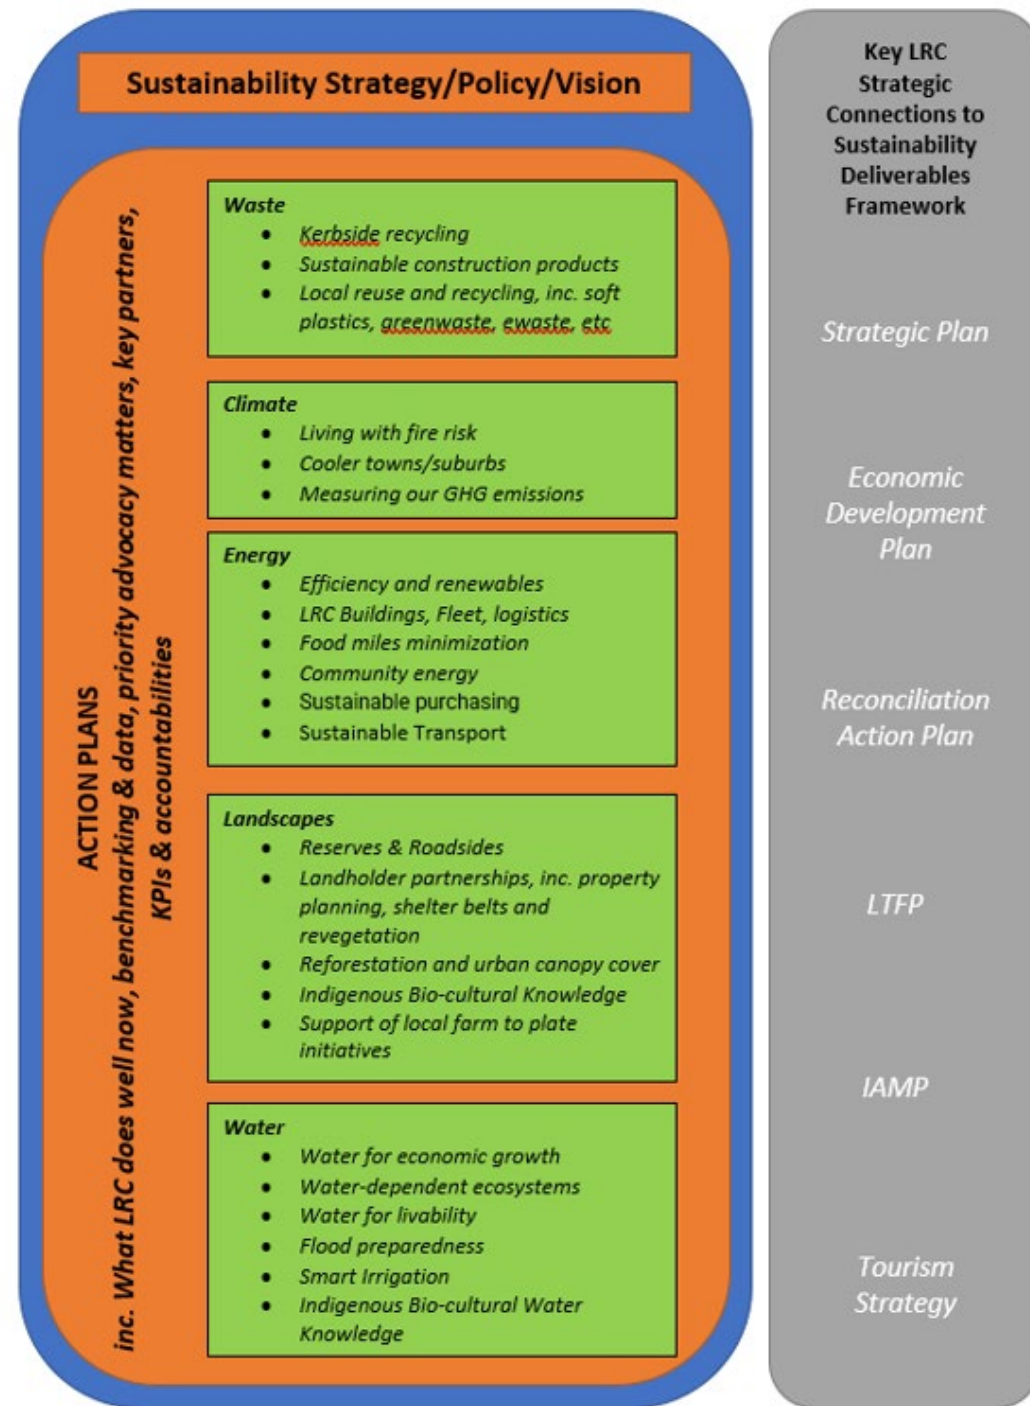 Sustainability Strategy/Policy/Vision
ACTION PLANS
inc. What LRC does well now, benchmarking & data, priority advocacy matters, key partners,
KPIs & accountabilities
Waste
• Kerbside recycling
• Sustainable construction products
• Local reuse and recycling, inc. soft
plastics, greenwaste, ewaste, etc
Climate
• Living with fire risk
• Cooler towns/suburbs
• Measuring our GHG emissions
Energy
• Efficiency and renewables
• LRC Buildings, Fleet, logistics
• Food miles minimization
• Community energy
• Sustainable purchasing
• Sustainable Transport
Landscapes
• Reserves & Roadsides
• Landholder partnerships, inc. property
planning, shelter belts and
revegetation
• Reforestation and urban canopy cover
• Indigenous Bio-cultural Knowledge
• Support of local farm to plate
initiatives
Water
• Water for economic growth
• Water-dependent ecosystems
• Water for livability
• Flood preparedness
• Smart Irrigation
• Indigenous Bio-cultural Water
Knowledge
Key LRC
Strategic
Connections to
Sustainability
Deliverables
Framework
Strategic Plan
Economic
Development
Plan
Reconciliation
Action Plan
LTFP
IAMP
Tourism
Strategy